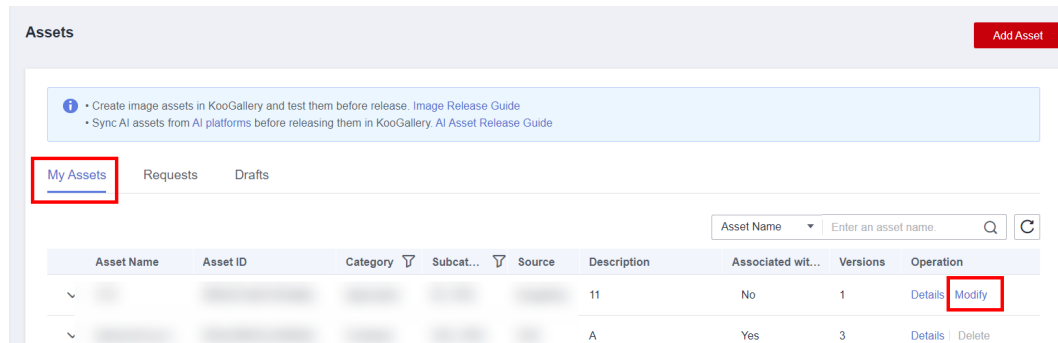 Assets
Add Asset
• Create image assets in KooGallery and test them before release. Image Release Guide
• Sync AI assets from AI platforms before releasing them in KooGallery. AI Asset Release Guide
My Assets Requests Drafts
Asset Name Enter an asset name.
Asset Name Asset ID Category Subcat... Source Description Associated wit... Versions Operation
11 No 1 Details Modify
A Yes 3 Details Delete